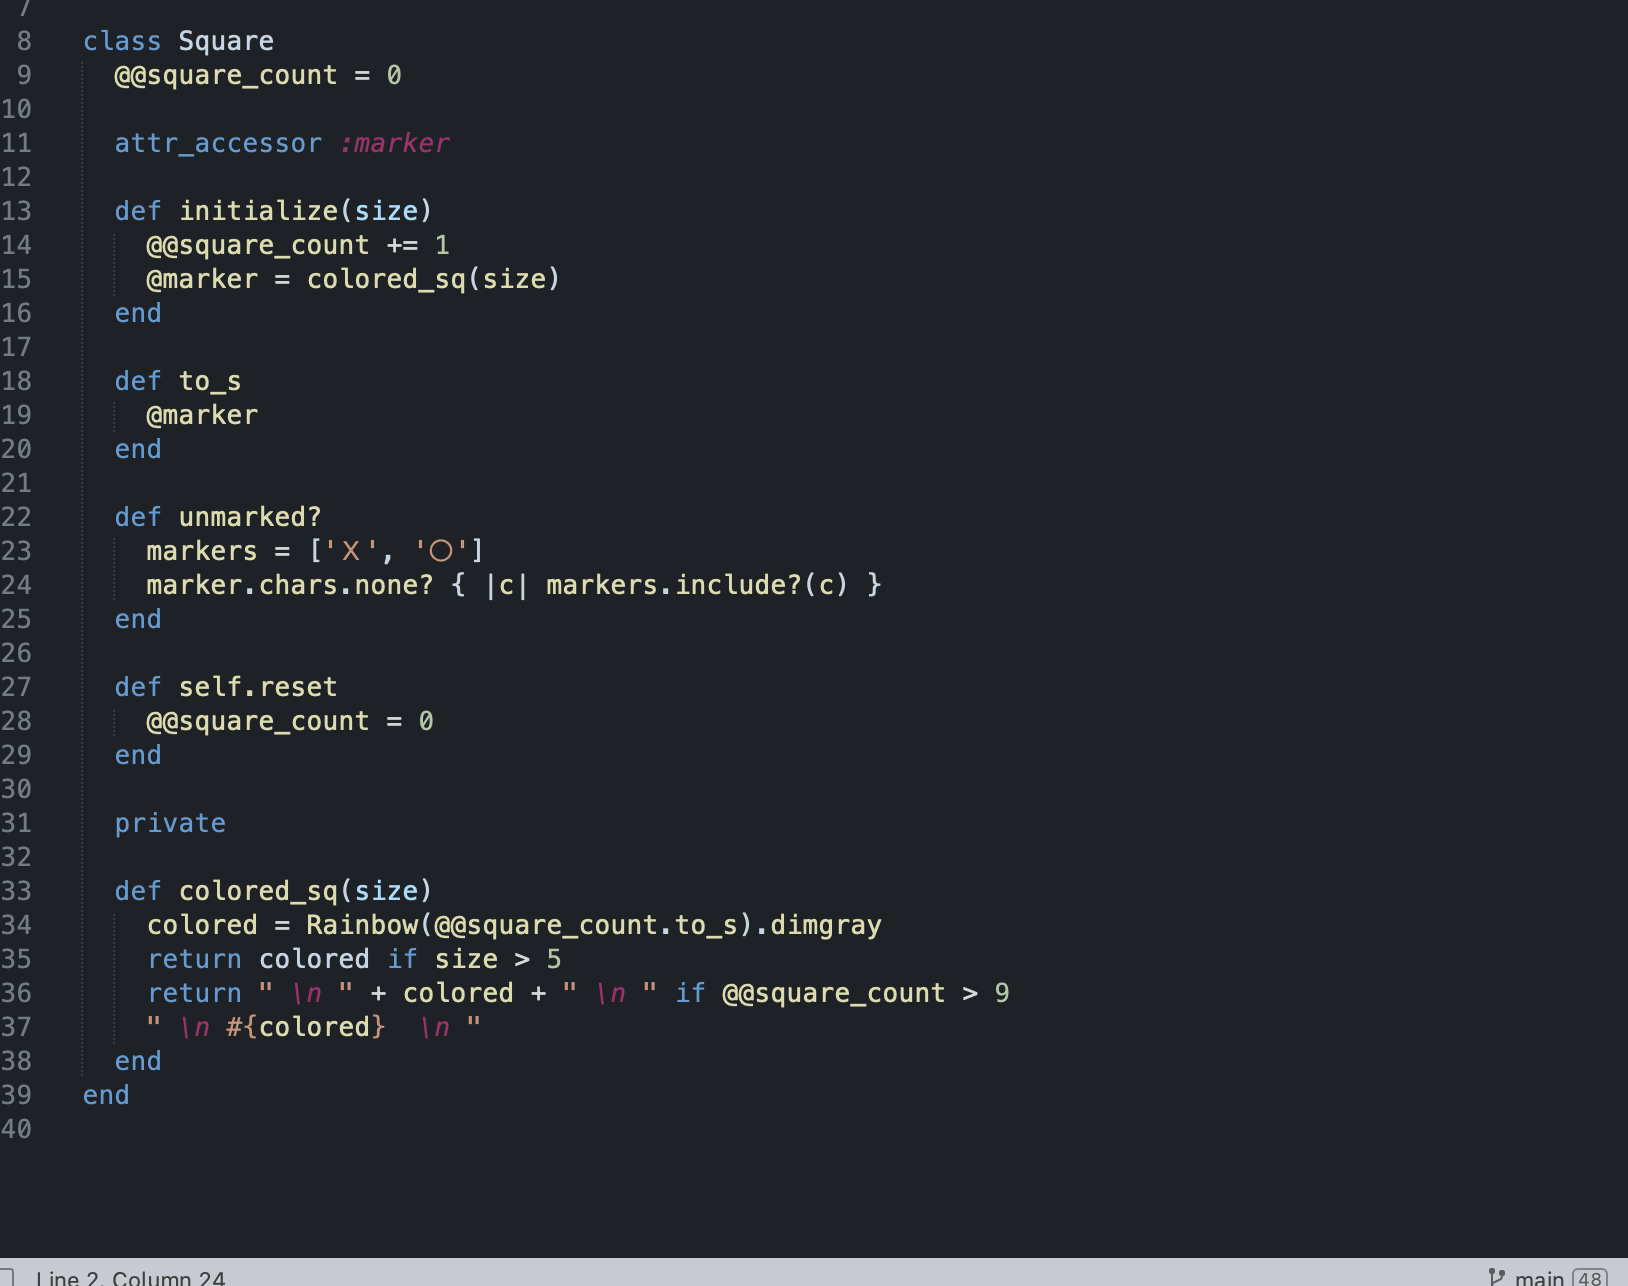 7
8 class Square
9   @@square_count = 0
10
11   attr_accessor :marker
12
13   def initialize(size)
14     @@square_count += 1
15     @marker = colored_sq(size)
16   end
17
18   def to_s
19     @marker
20   end
21
22   def unmarked?
23     markers = ['☓', '◯']
24     marker.chars.none? { |c| markers.include?(c) }
25   end
26
27   def self.reset
28     @@square_count = 0
29   end
30
31   private
32
33   def colored_sq(size)
34     colored = Rainbow(@@square_count.to_s).dimgray
35     return colored if size > 5
36     return " \n " + colored + " \n " if @@square_count > 9
37     " \n #{colored}  \n "
38   end
39 end
40
Line 2, Column 24
main 48